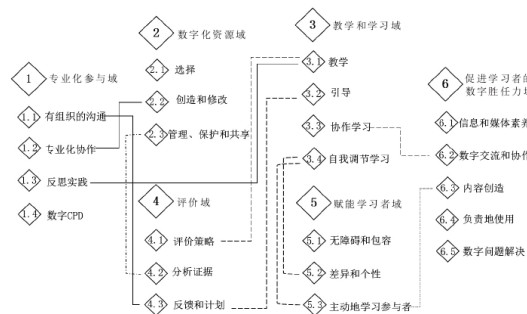 1 专业化参与域
1.1 有组织的沟通
1.2 专业化协作
1.3 反思实践
1.4 数字CPD
2 数字化资源域
2.1 选择
2.2 创造和修改
2.3 管理、保护和共享
4 评价域
4.1 评价策略
4.2 分析证据
4.3 反馈和计划
3 教学和学习域
3.1 教学
3.2 引导
3.3 协作学习
3.4 自我调节学习
5 赋能学习者域
5.1 无障碍和包容
5.2 差异和个性
5.3 主动地学习参与者
6 促进学习者的
数字胜任力
6.1 信息和媒体素养
6.2 数字交流和协作
6.3 内容创造
6.4 负责地使用
6.5 数字问题解决